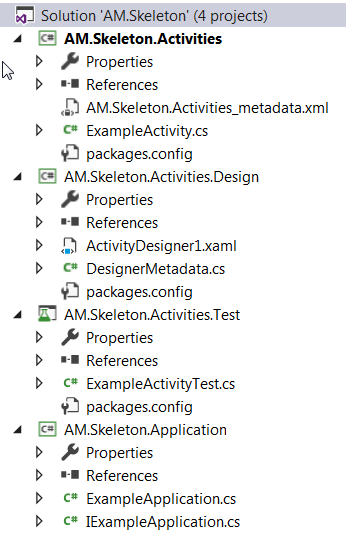 Solution 'AM.Skeleton' (4 projects)
C# AM.Skeleton.Activities
Properties
References
AM.Skeleton.Activities_metadata.xml
C# ExampleActivity.cs
packages.config
C# AM.Skeleton.Activities.Design
Properties
References
ActivityDesigner1.xaml
C# DesignerMetadata.cs
packages.config
AM.Skeleton.Activities.Test
Properties
References
C# ExampleActivityTest.cs
packages.config
C# AM.Skeleton.Application
Properties
References
C# ExampleApplication.cs
C# IExampleApplication.cs